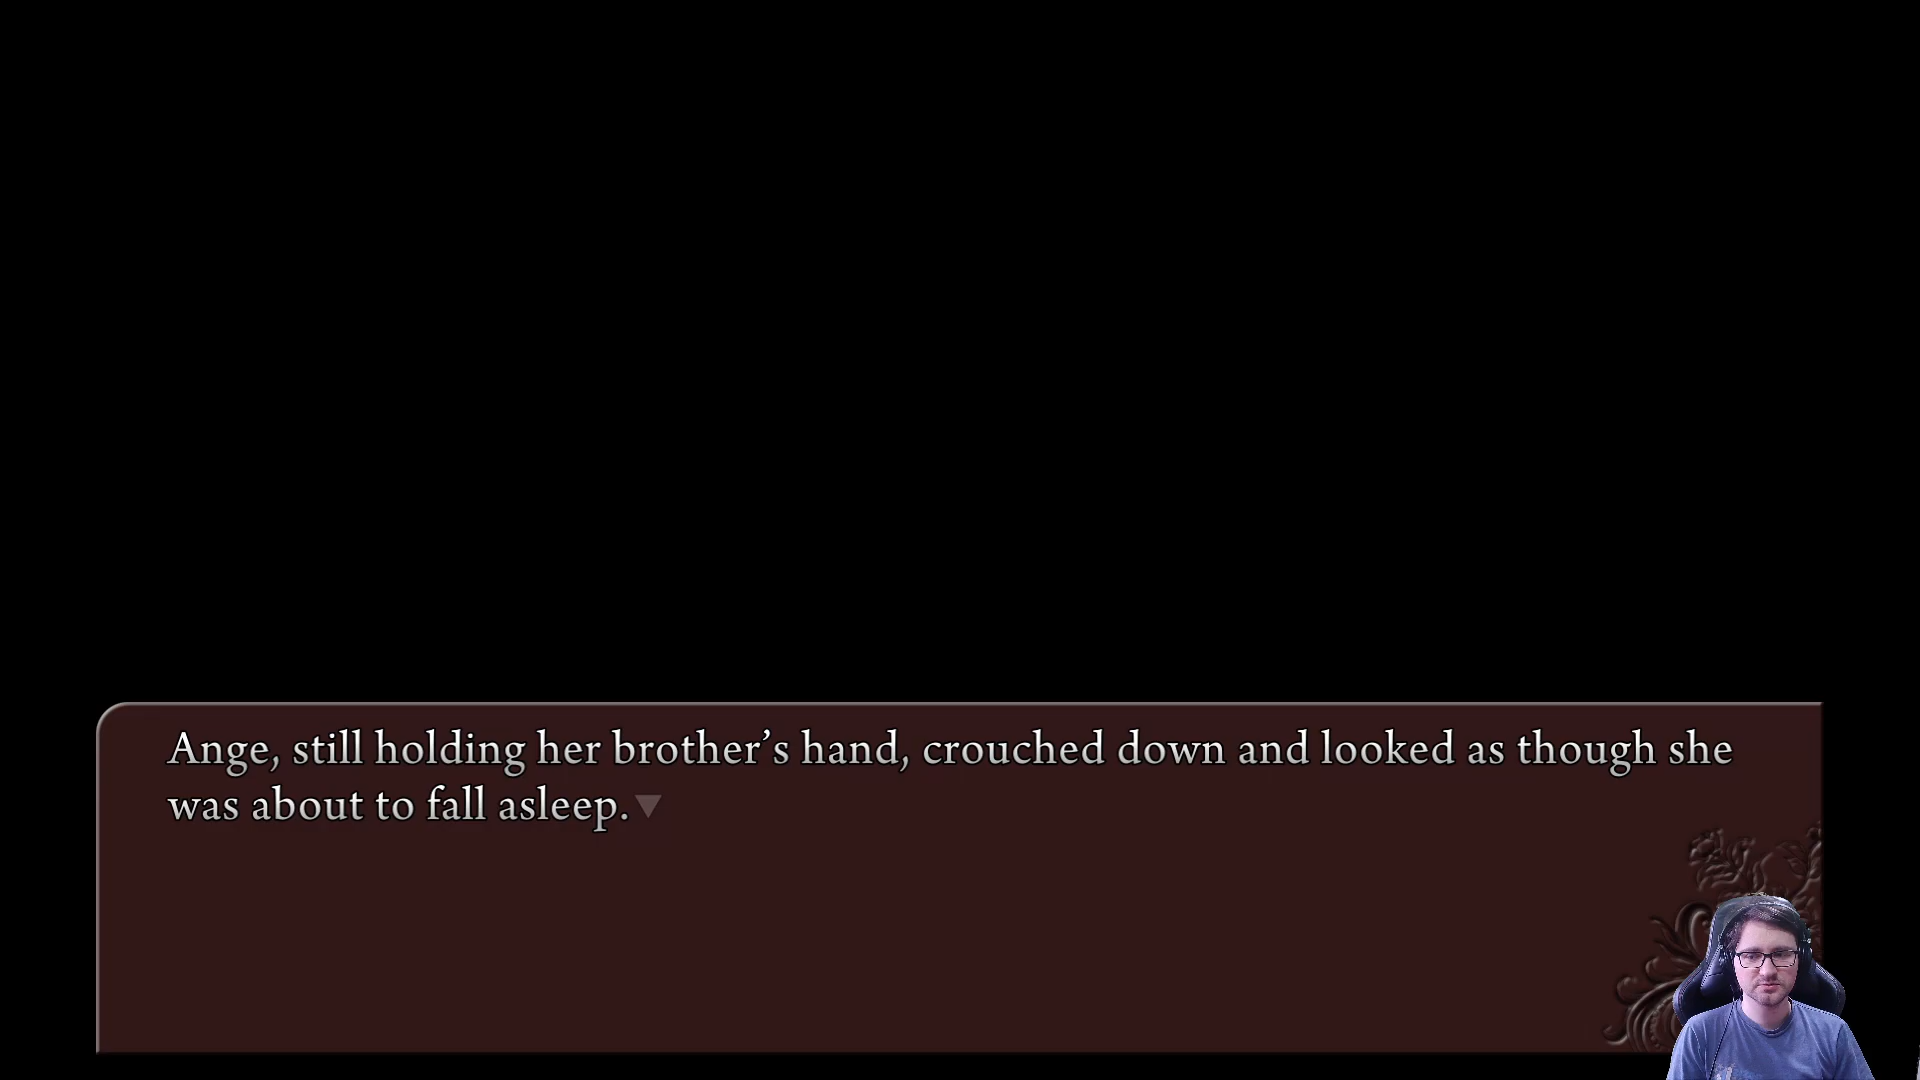 Ange, still holding her brother’s hand, crouched down and looked as though she
was about to fall asleep.